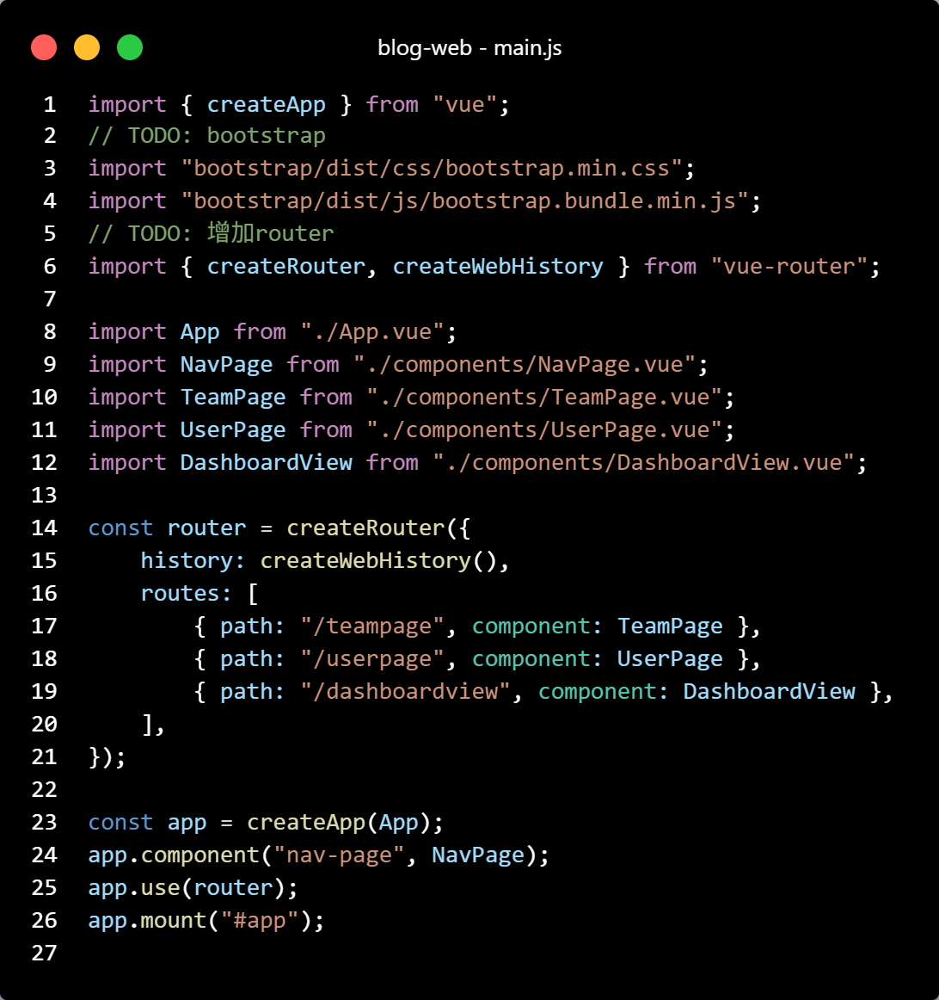 blog-web - main.js
1 import { createApp } from "vue";
2 // TODO: bootstrap
3 import "bootstrap/dist/css/bootstrap.min.css";
4 import "bootstrap/dist/js/bootstrap.bundle.min.js";
5 // TODO: 增加router
6 import { createRouter, createWebHistory } from "vue-router";
7
8 import App from "./App.vue";
9 import NavPage from "./components/NavPage.vue";
10 import TeamPage from "./components/TeamPage.vue";
11 import UserPage from "./components/UserPage.vue";
12 import DashboardView from "./components/DashboardView.vue";
13
14 const router = createRouter({
15     history: createWebHistory(),
16     routes: [
17         { path: "/teampage", component: TeamPage },
18         { path: "/userpage", component: UserPage },
19         { path: "/dashboardview", component: DashboardView },
20     ],
21 });
22
23 const app = createApp(App);
24 app.component("nav-page", NavPage);
25 app.use(router);
26 app.mount("#app");
27